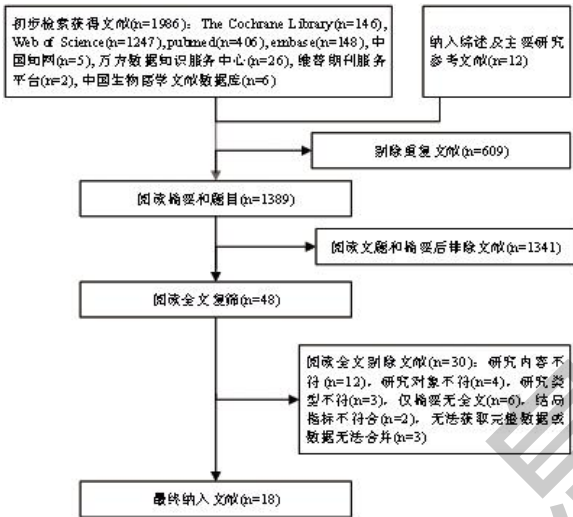 初步检索获得文献(n=1986): The Cochrane Library(n=146),
Web of Science(n=1247),pubmed(n=406),embase(n=148),中
国知网(n=5),万方数据知识服务中心(n=26),维普期刊服务
平台(n=2),中国生物医学文献数据库(n=6)
纳入综述及主要研究
参考文献(n=12)
剔除重复文献(n=609)
阅读摘要和题目(n=1389)
阅读文题和摘要后排除文献(n=1341)
阅读全文复筛(n=48)
阅读全文剔除文献(n=30):研究内容不
符(n=12),研究对象不符(n=4),研究类
型不符(n=3),仅摘要无全文(n=6),结局
指标不符合(n=2),无法获取完整数据或
数据无法合并(n=3)
最终纳入文献(n=18)